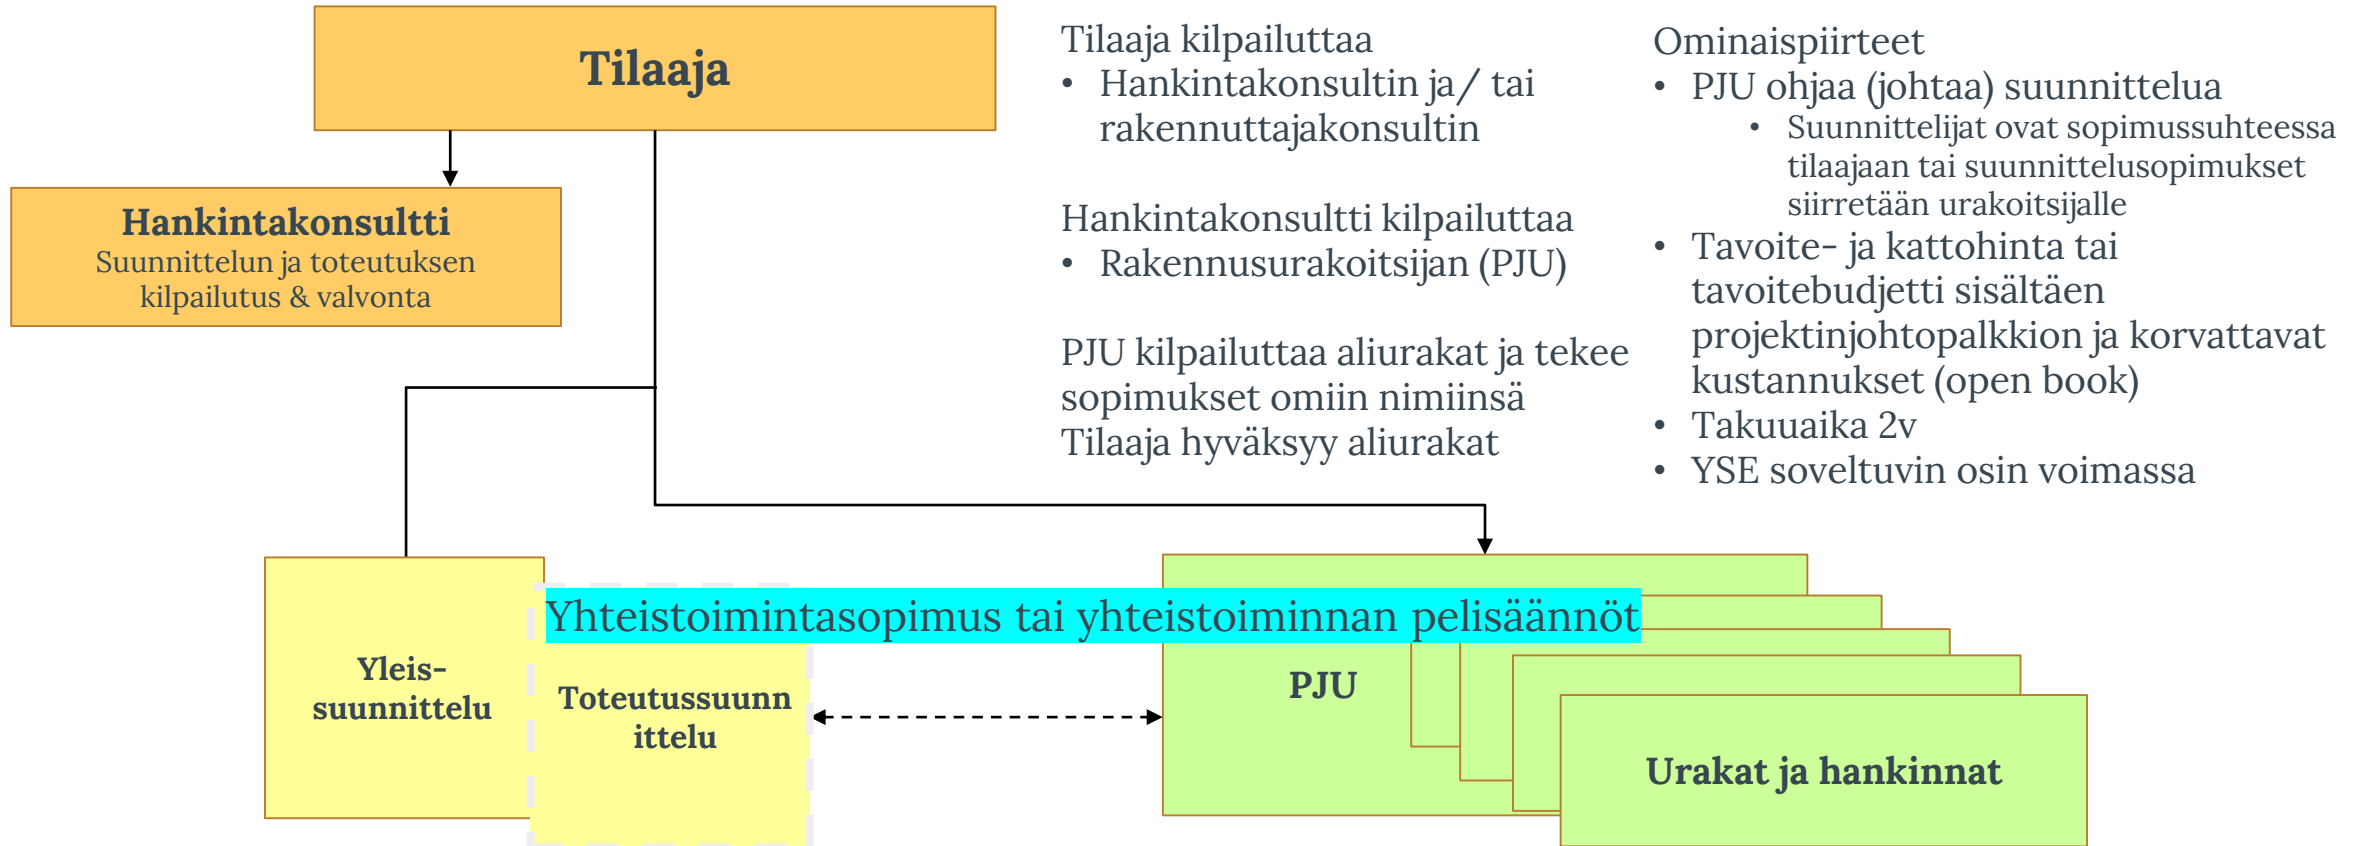 Tilaaja
Hankintakonsultti
Suunnittelun ja toteutuksen
kilpailutus & valvonta
Tilaaja kilpailuttaa
• Hankintakonsultin ja/ tai
rakennuttajakonsultin
Hankintakonsultti kilpailuttaa
• Rakennusurakoitsijan (PJU)
PJU kilpailuttaa aliurakat ja tekee
sopimukset omiin nimiinsä
Tilaaja hyväksyy aliurakat
Ominaispiirteet
• PJU ohjaa (johtaa) suunnittelua
• Suunnittelijat ovat sopimussuhteessa
tilaajaan tai suunnittelusopimukset
siirretään urakoitsijalle
• Tavoite- ja kattohinta tai
tavoitebudjetti sisältäen
projektinjohtopalkkion ja korvattavat
kustannukset (open book)
• Takuuaika 2v
• YSE soveltuvin osin voimassa
Yhteistoimintasopimus tai yhteistoiminnan pelisäännöt
Yleis-
suunnittelu
Toteutussuunn
ittelu
PJU
Urakat ja hankinnat